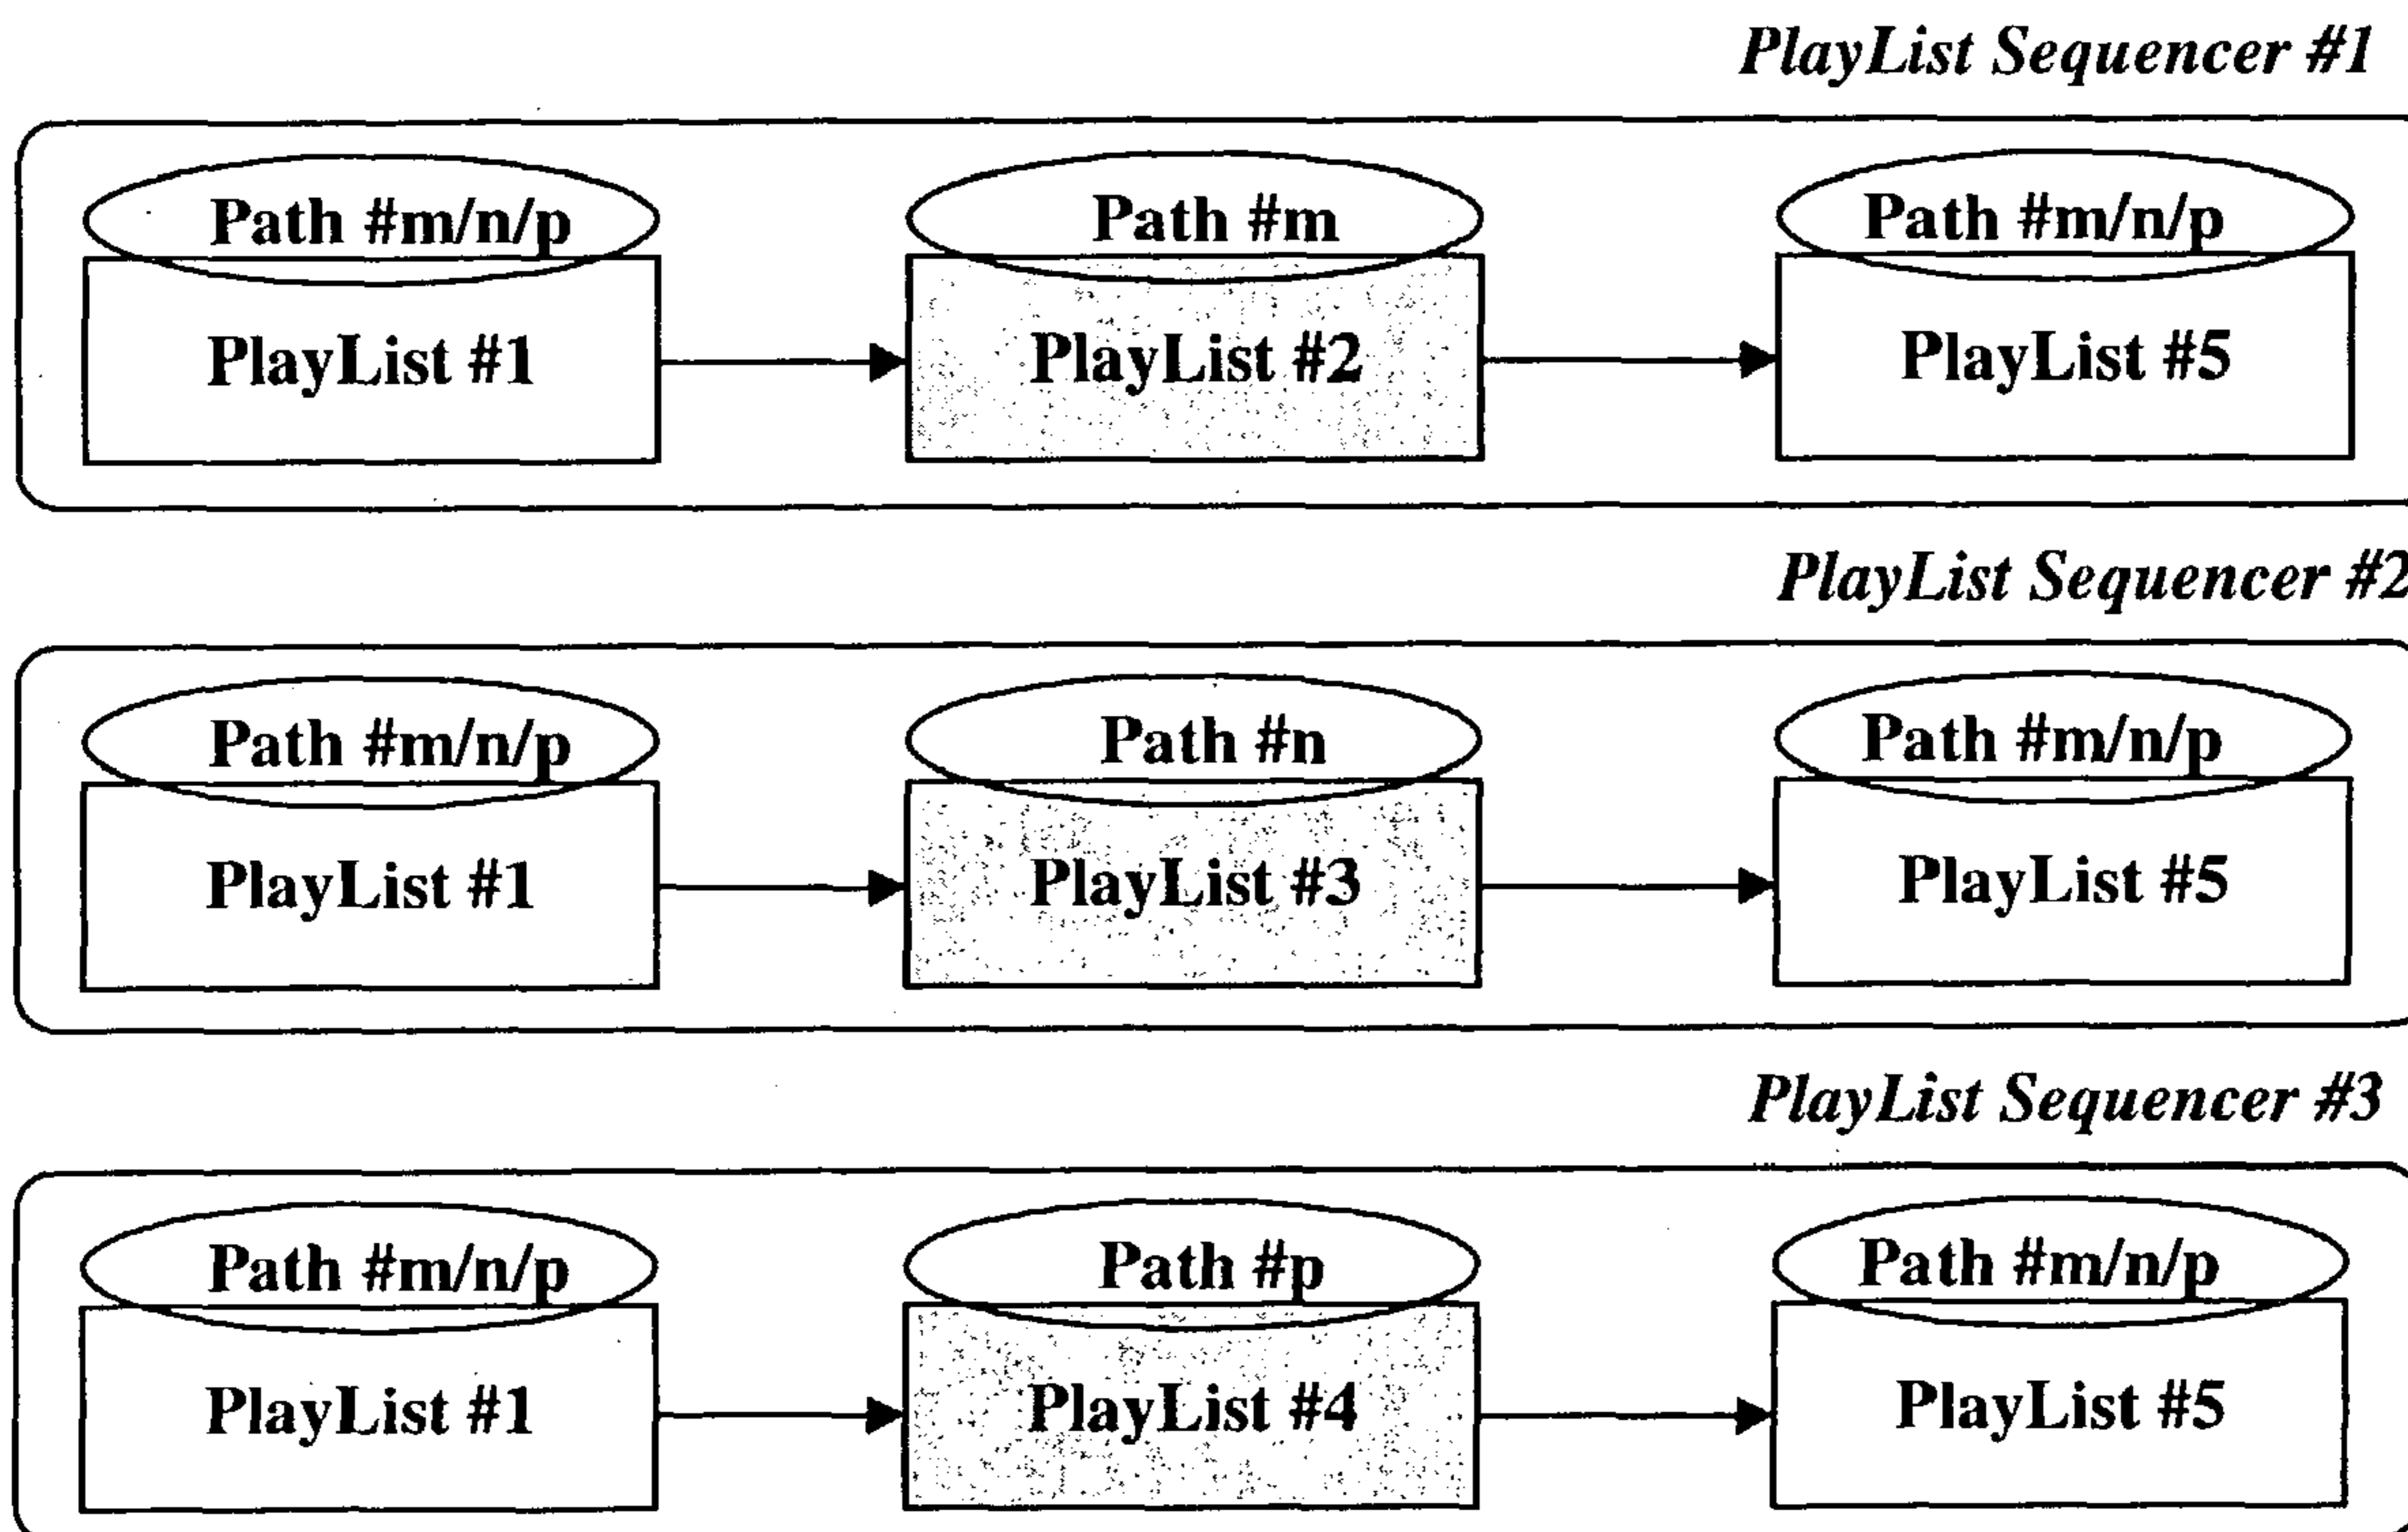 PlayList Sequencer #1
Path #m/n/p
Path #m
Path #m/n/p
PlayList #1
PlayList #2
PlayList #5
PlayList Sequencer #2
Path #m/n/p
Path #n
Path #m/n/p
PlayList #1
PlayList #3
PlayList #5
PlayList Sequencer #3
Path #m/n/p
Path #p
Path #m/n/p
PlayList #1
PlayList #4
PlayList #5